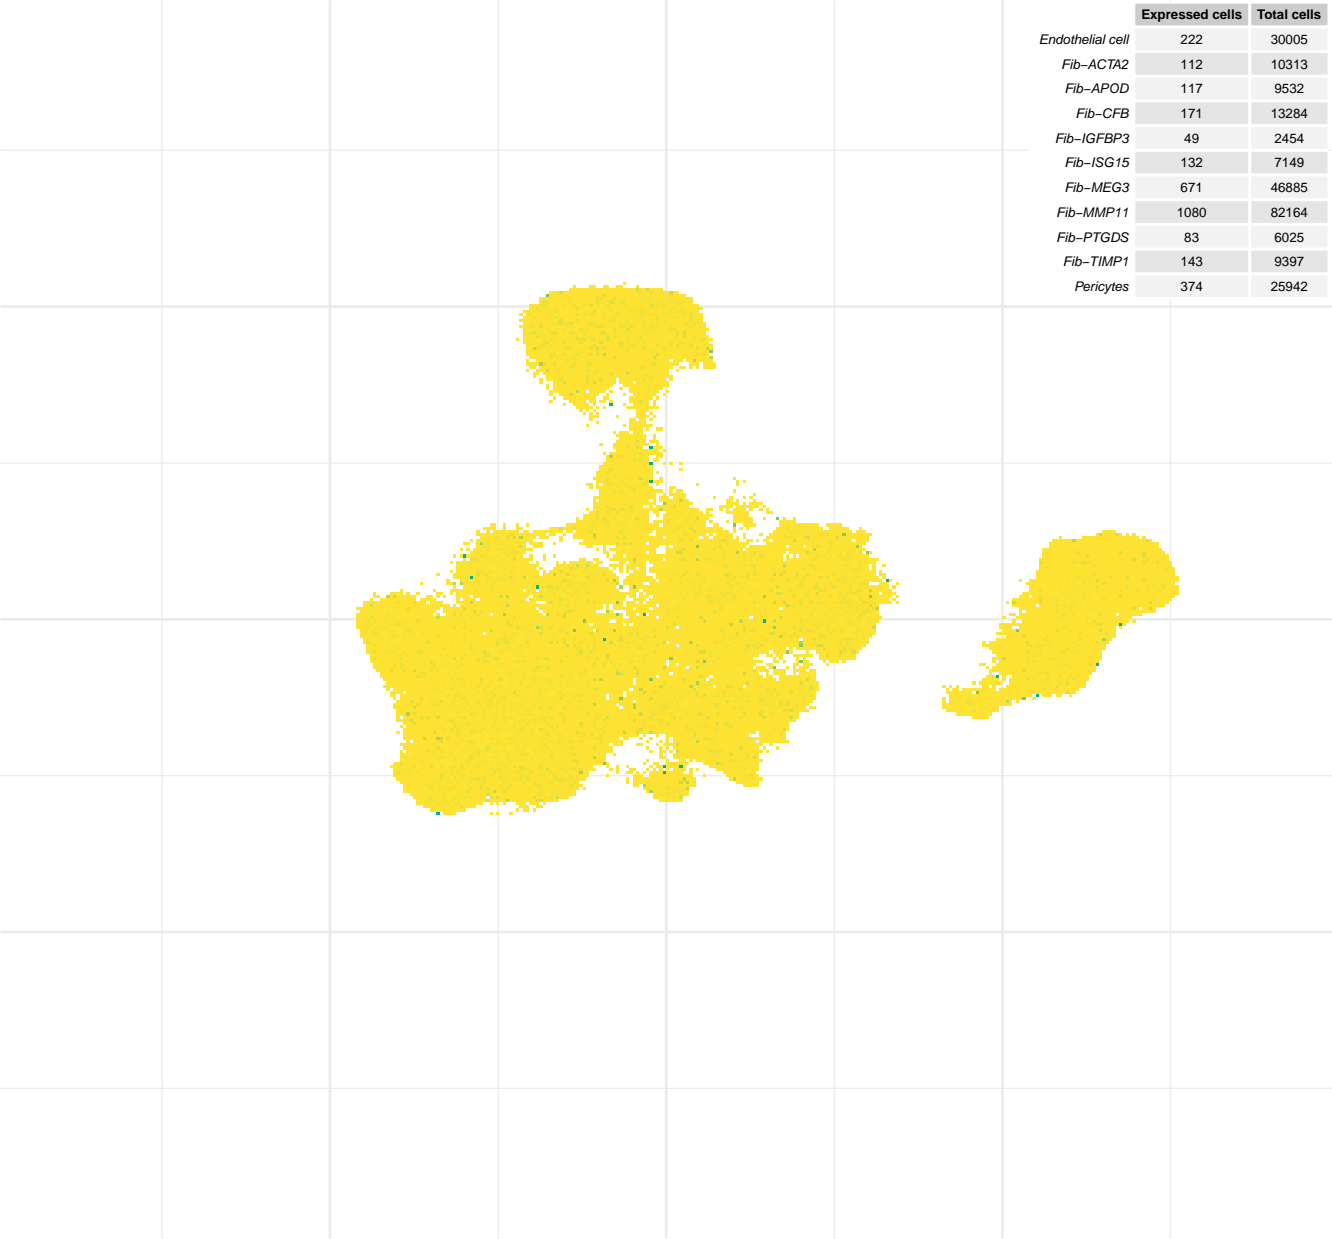 Expressed cells Total cells
Endothelial cell 222 30005
Fib−ACTA2 112 10313
Fib−APOD 117 9532
Fib−CFB 171 13284
Fib−IGFBP3 49 2454
Fib−ISG15 132 7149
Fib−MEG3 671 46885
Fib−MMP11 1080 82164
Fib−PTGDS 83 6025
Fib−TIMP1 143 9397
Pericytes 374 25942